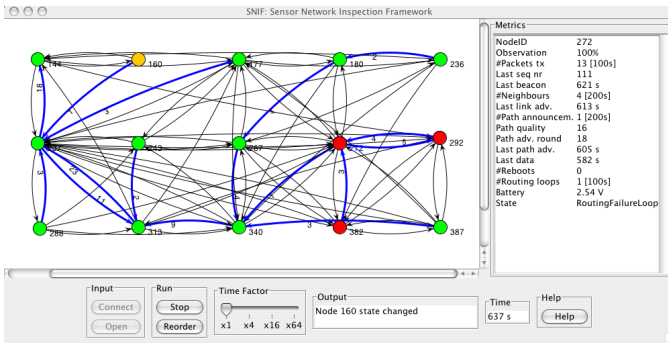 SNIF: Sensor Network Inspection Framework
Metrics
NodeID 272
Observation 100%
#Packets tx 13 [100s]
Last seq nr 111
Last beacon 621 s
#Neighbours 4 [200s]
Last link adv. 613 s
#Path announcem. 1 [200s]
Path quality 16
Path adv. round 18
Last path adv. 605 s
Last data 582 s
#Reboots 0
#Routing loops 1 [100s]
Battery 2.54 V
State RoutingFailureLoop
144 160 177 180 236
2
18
5
243 267 272 292
4
8
3 23 11 2 4 3
288 313 340 382 387
9 3
Input
Connect
Open
Run
Stop
Reorder
Time Factor
x1 x4 x16 x64
Output
Node 160 state changed
Time
637 s
Help
Help